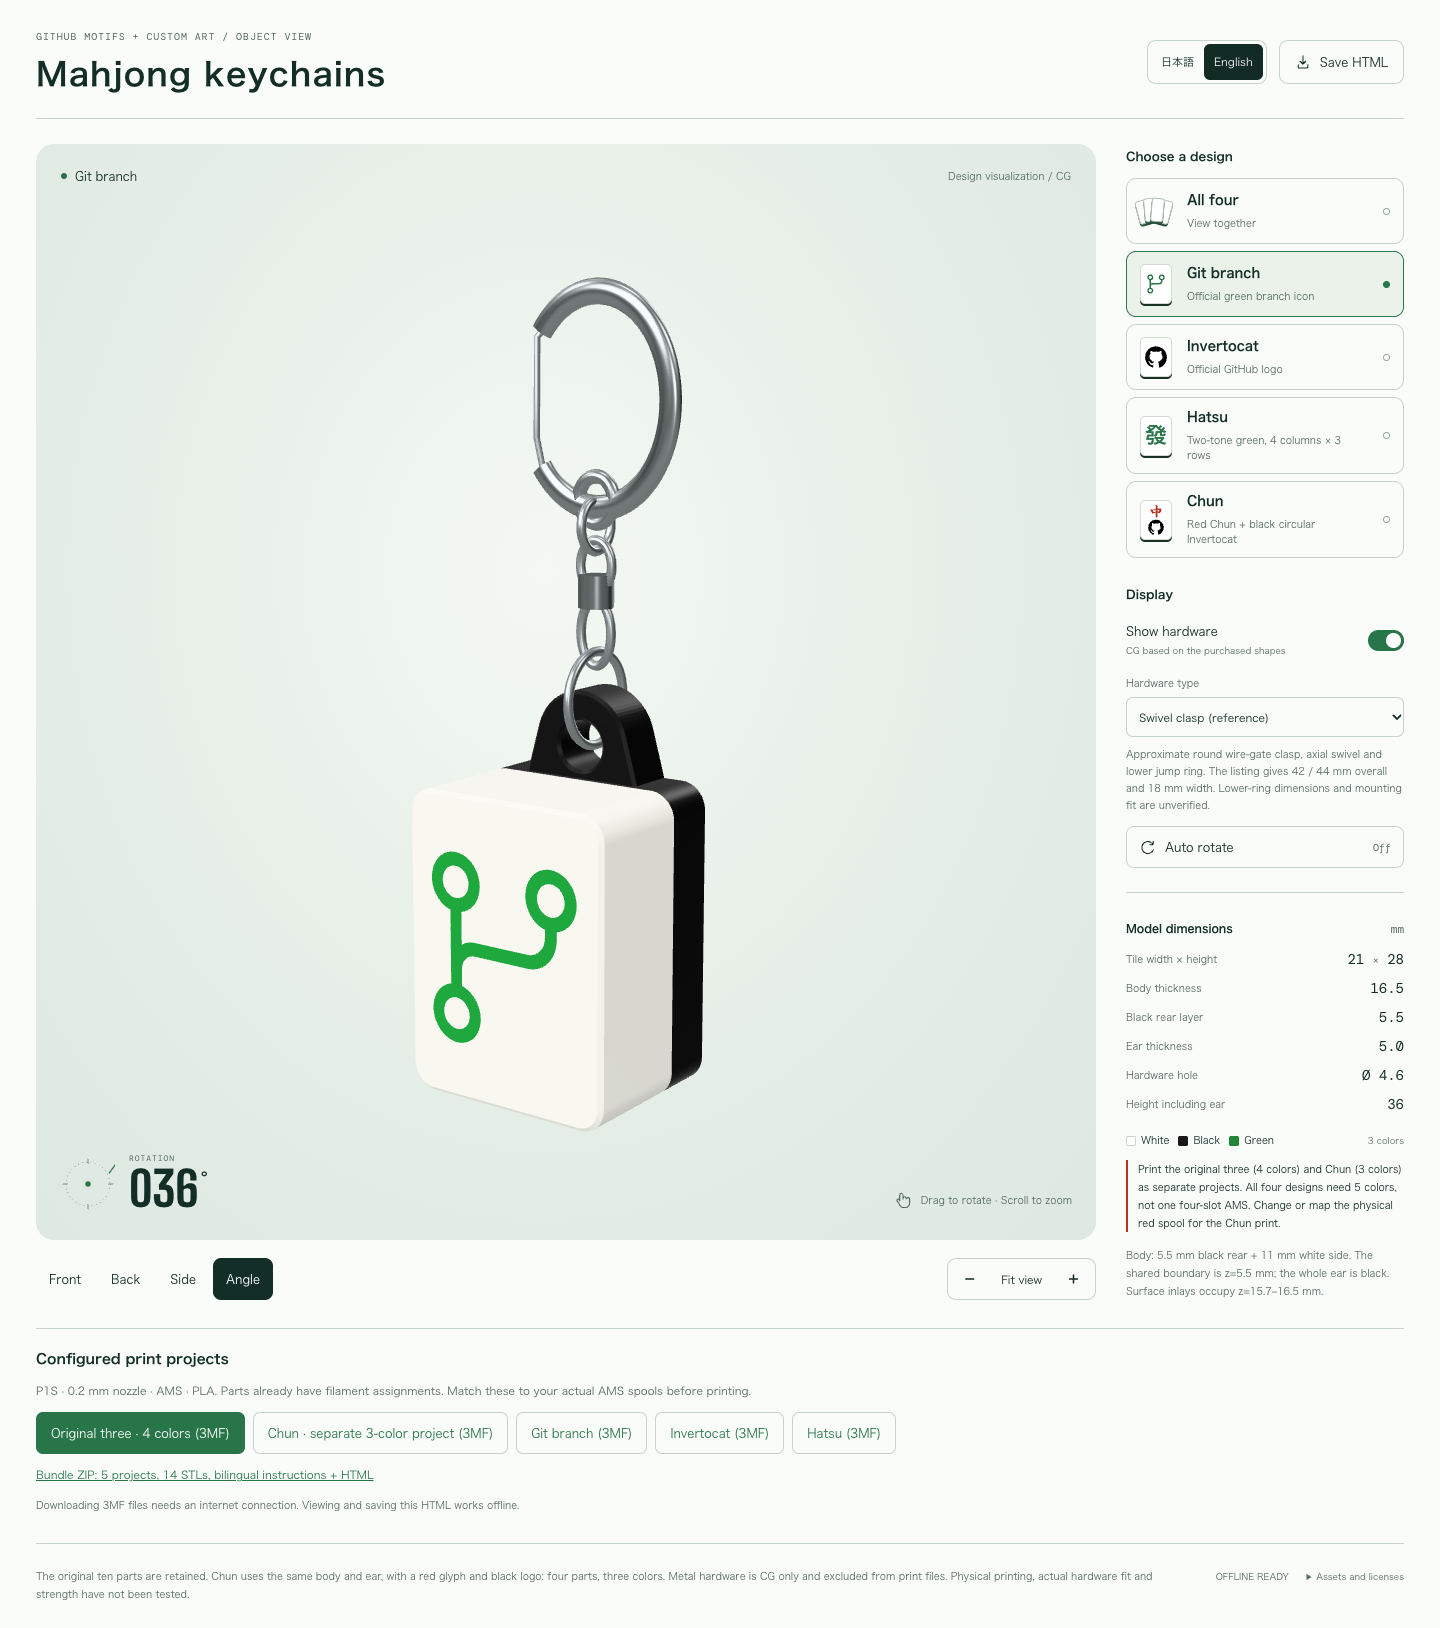 GITHUB MOTIFS + CUSTOM ART / OBJECT VIEW
Mahjong keychains
日本語
English
Save HTML
Git branch
Design visualization / CG
ROTATION
036°
Drag to rotate · Scroll to zoom
Front
Back
Side
Angle
−
Fit view
+
Choose a design
All four
View together
Git branch
Official green branch icon
Invertocat
Official GitHub logo
發
Hatsu
Two-tone green, 4 columns × 3
rows
中
Chun
Red Chun + black circular
Invertocat
Display
Show hardware
CG based on the purchased shapes
Hardware type
Swivel clasp (reference)
Approximate round wire-gate clasp, axial swivel and
lower jump ring. The listing gives 42 / 44 mm overall
and 18 mm width. Lower-ring dimensions and mounting
fit are unverified.
Auto rotate
Off
Model dimensions
mm
Tile width × height
21 × 28
Body thickness
16.5
Black rear layer
5.5
Ear thickness
5.0
Hardware hole
Ø 4.6
Height including ear
36
White
Black
Green
3 colors
Print the original three (4 colors) and Chun (3 colors)
as separate projects. All four designs need 5 colors,
not one four-slot AMS. Change or map the physical
red spool for the Chun print.
Body: 5.5 mm black rear + 11 mm white side. The
shared boundary is z=5.5 mm; the whole ear is black.
Surface inlays occupy z=15.7–16.5 mm.
Configured print projects
P1S · 0.2 mm nozzle · AMS · PLA. Parts already have filament assignments. Match these to your actual AMS spools before printing.
Original three · 4 colors (3MF)
Chun · separate 3-color project (3MF)
Git branch (3MF)
Invertocat (3MF)
Hatsu (3MF)
Bundle ZIP: 5 projects, 14 STLs, bilingual instructions + HTML
Downloading 3MF files needs an internet connection. Viewing and saving this HTML works offline.
The original ten parts are retained. Chun uses the same body and ear, with a red glyph and black logo: four parts, three colors. Metal hardware is CG only and excluded from print files. Physical printing, actual hardware fit and
strength have not been tested.
OFFLINE READY
Assets and licenses